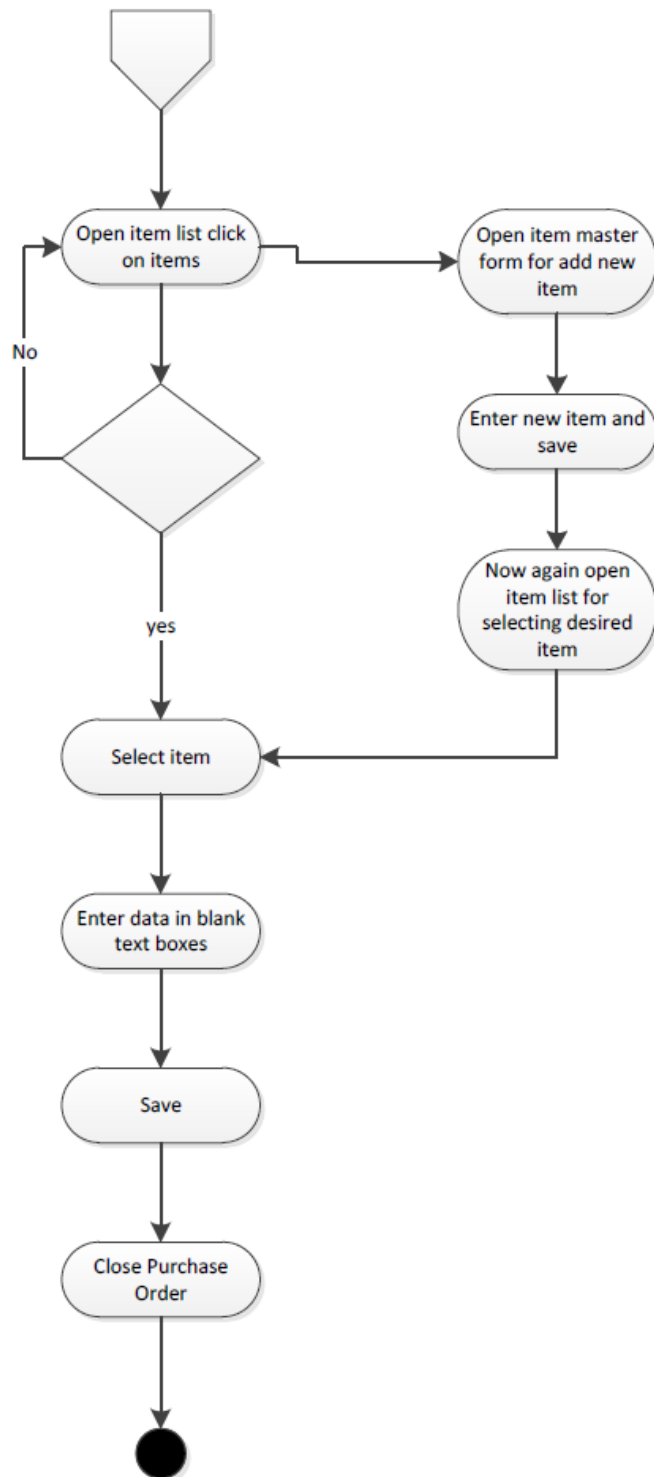 Open item list click
on items
Open item master
form for add new
item
No
Enter new item and
save
Now again open
item list for
selecting desired
item
yes
Select item
Enter data in blank
text boxes
Save
Close Purchase
Order